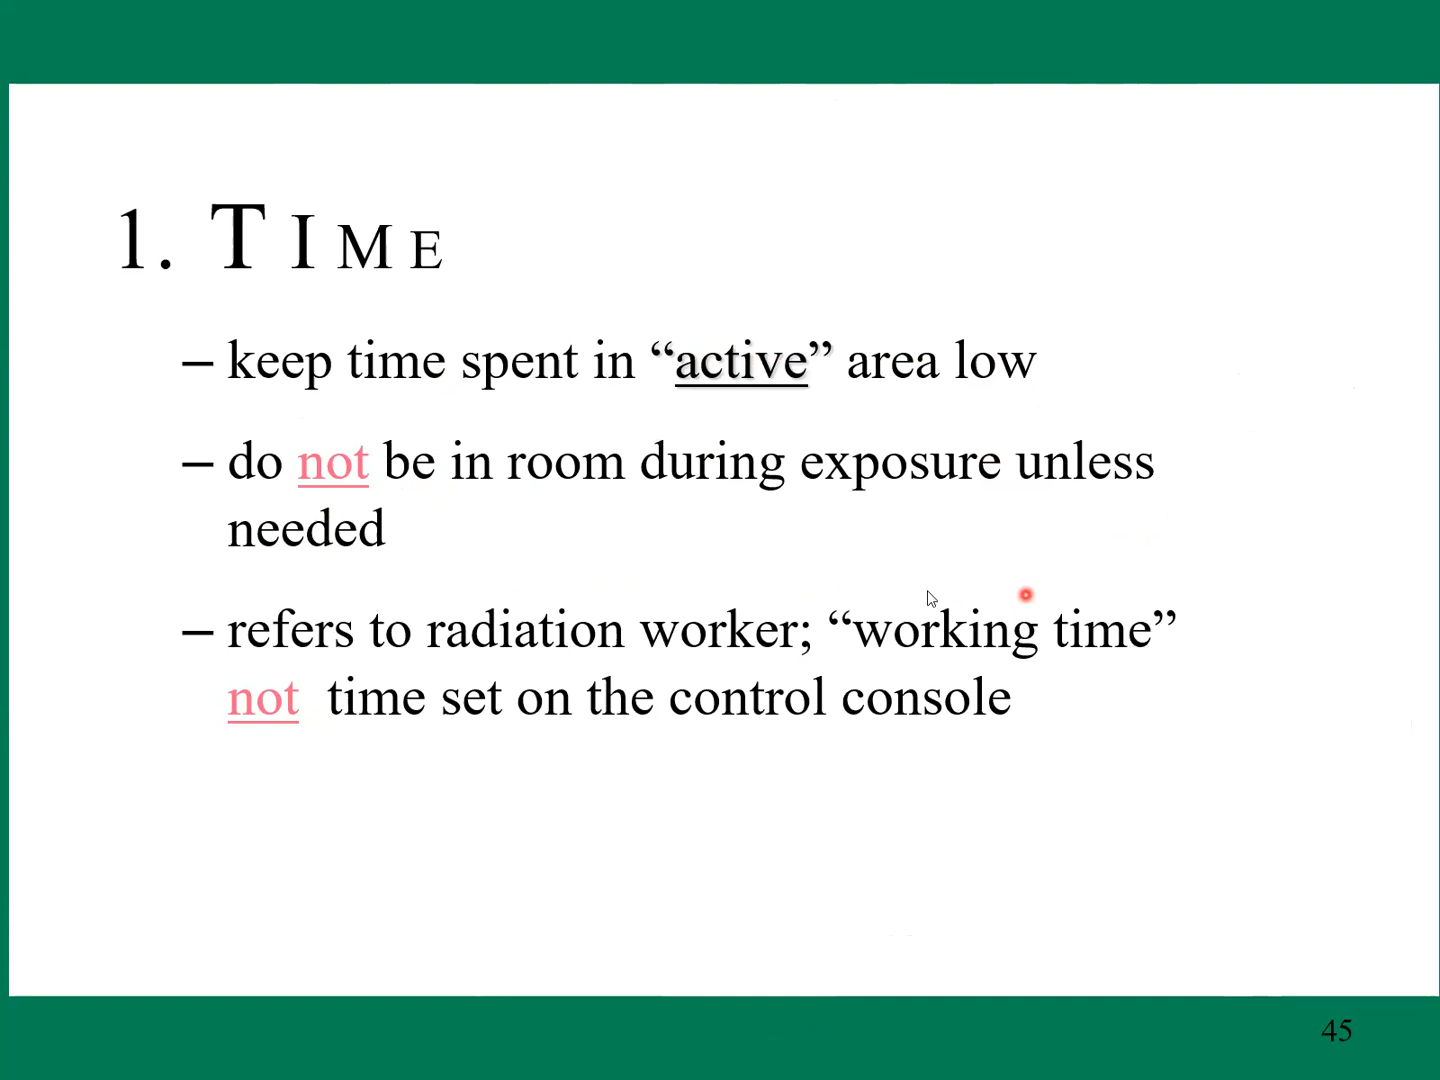 1. T I M E
– keep time spent in “active” area low
– do not be in room during exposure unless
needed
– refers to radiation worker; “working time”
not time set on the control console
45